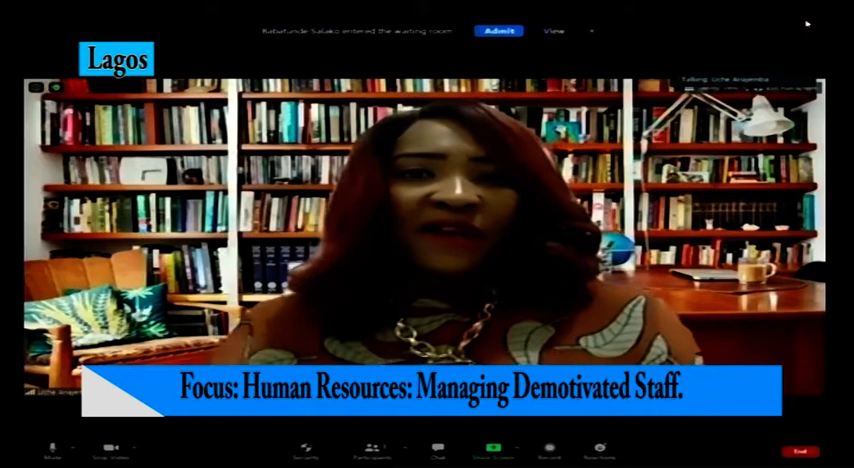 Babatunde Salako entered the waiting room
Admit
View
Lagos
Talking: Uche Anajemba
Focus: Human Resources: Managing Demotivated Staff.
Mute
Stop Video
Security
Participants
Chat
Share Screen
Record
Reactions
End